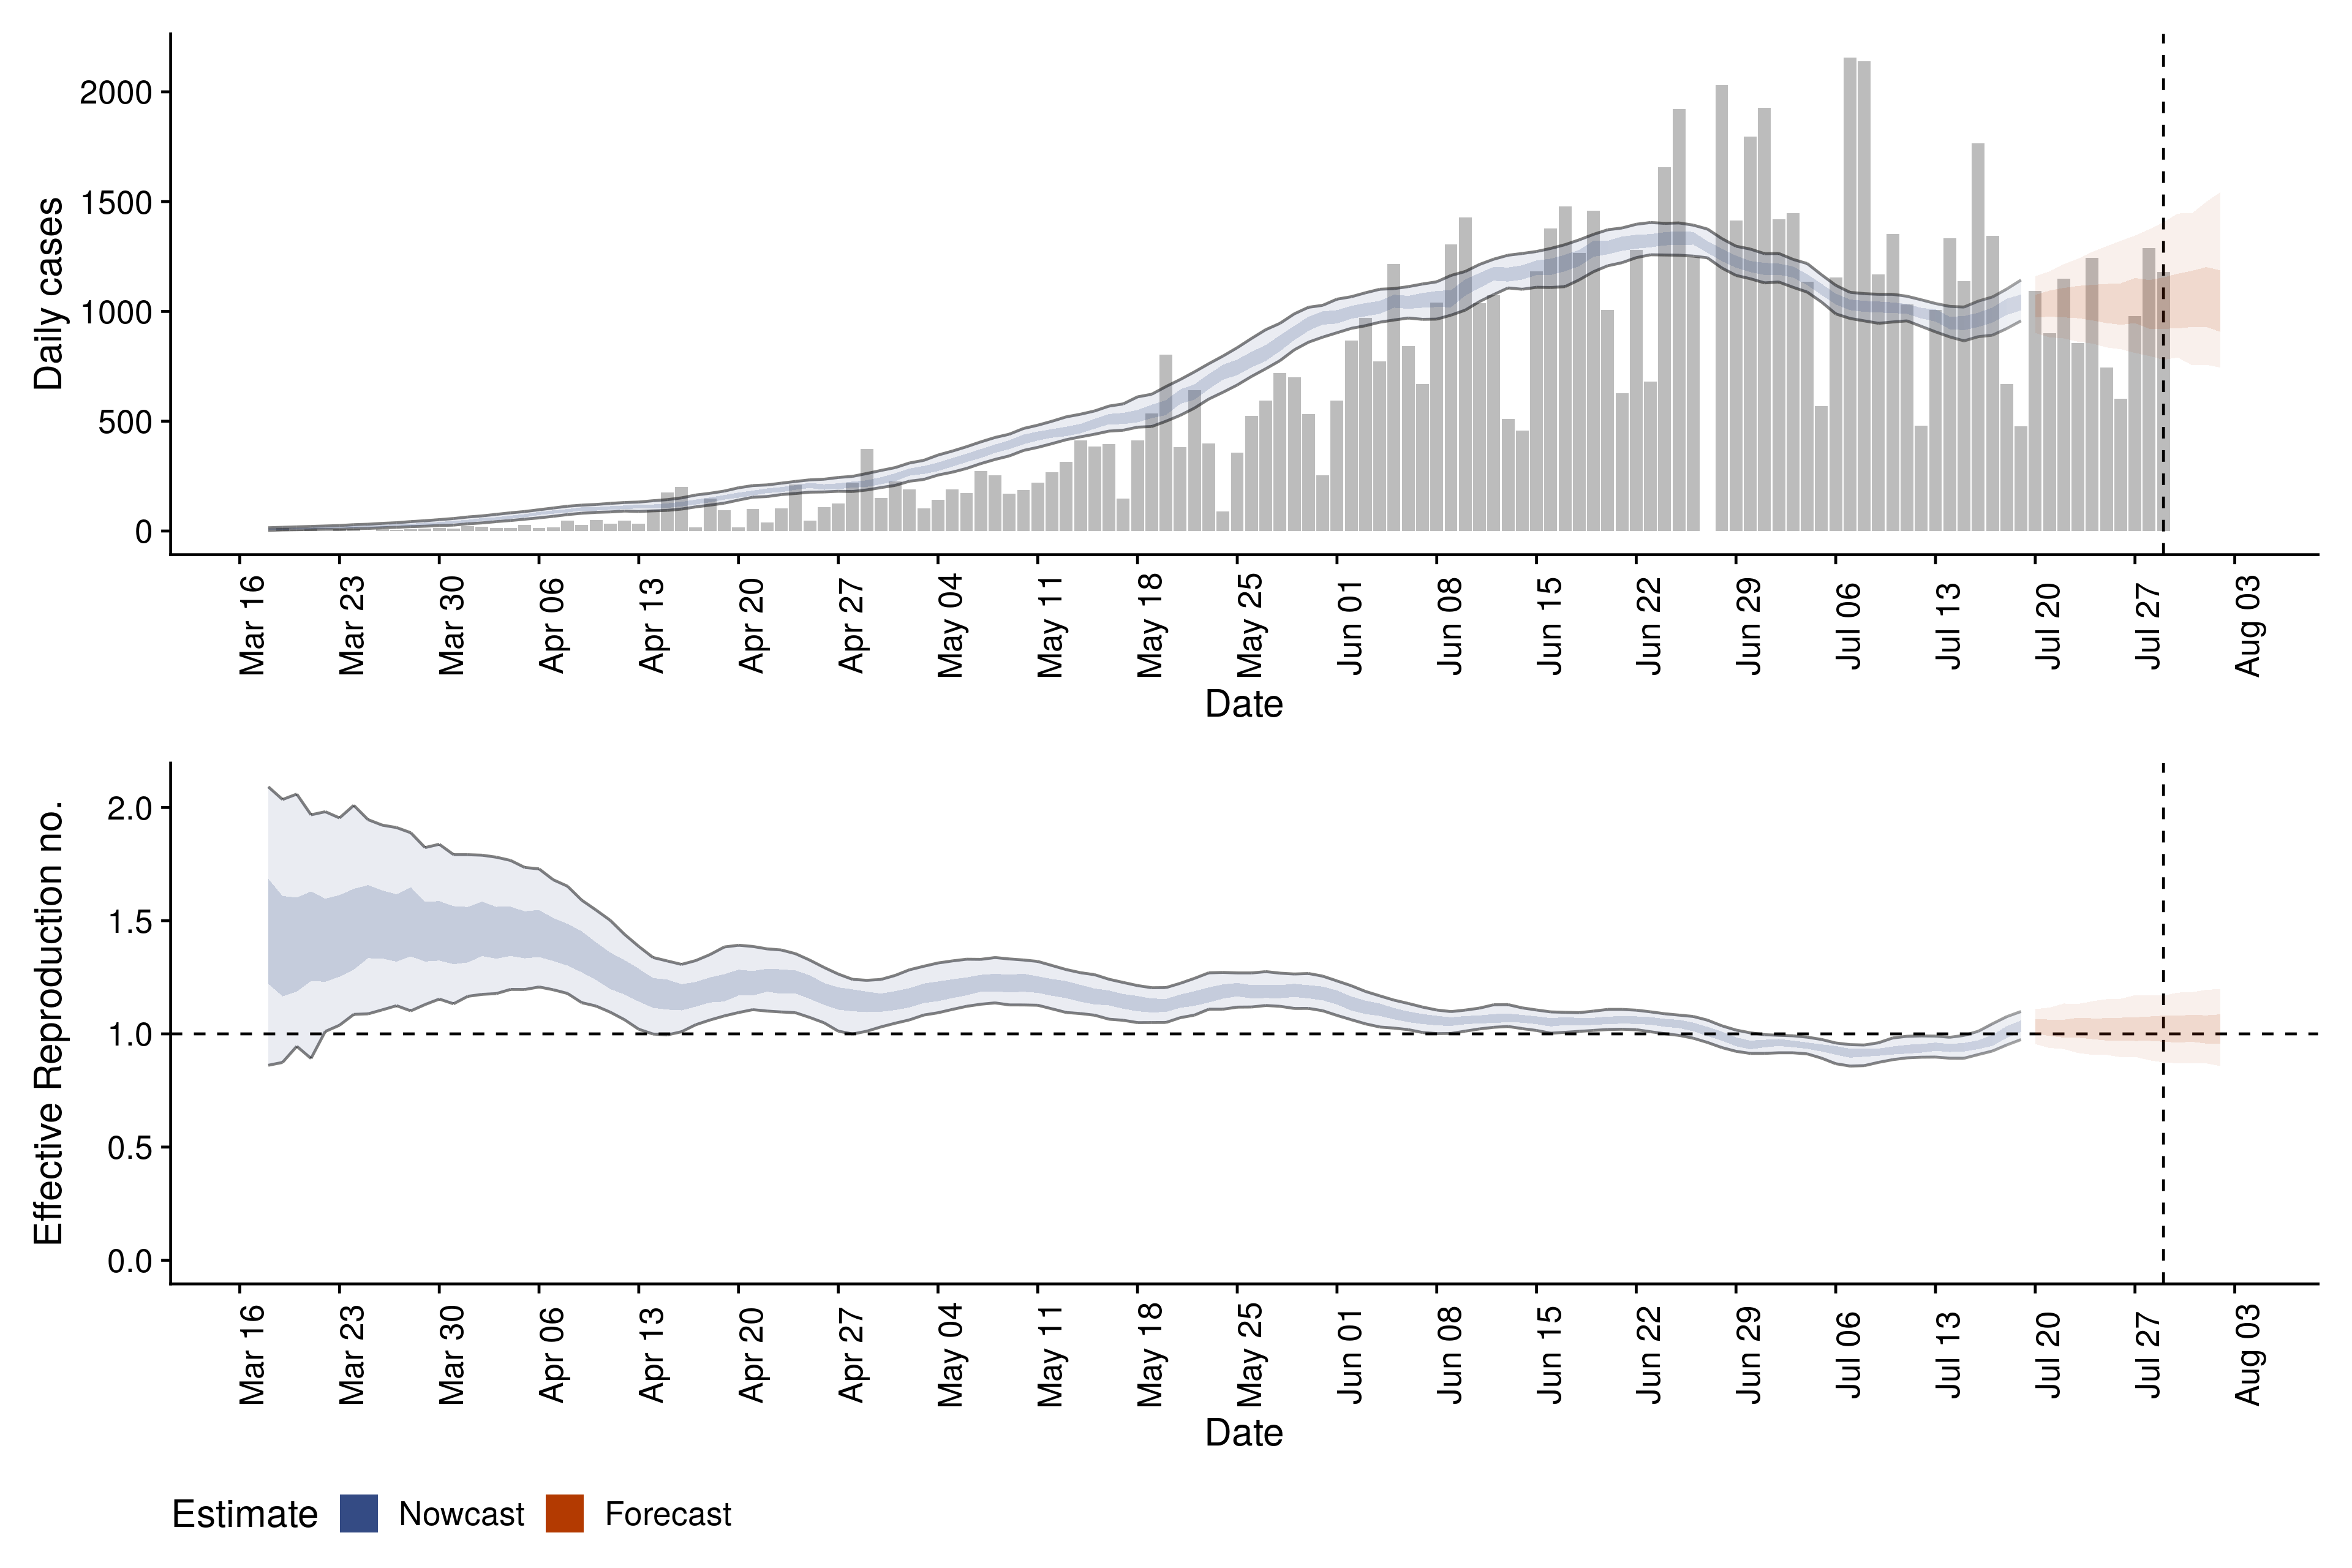 Daily cases
2000
1500
1000
500
0
Mar 16
Mar 23
Mar 30
Apr 06
Apr 13
Apr 20
Apr 27
May 04
May 11
May 18
May 25
Jun 01
Jun 08
Jun 15
Jun 22
Jun 29
Jul 06
Jul 13
Jul 20
Jul 27
Aug 03
Date
Effective Reproduction no.
2.0
1.5
1.0
0.5
0.0
Mar 16
Mar 23
Mar 30
Apr 06
Apr 13
Apr 20
Apr 27
May 04
May 11
May 18
May 25
Jun 01
Jun 08
Jun 15
Jun 22
Jun 29
Jul 06
Jul 13
Jul 20
Jul 27
Aug 03
Date
Estimate Nowcast Forecast